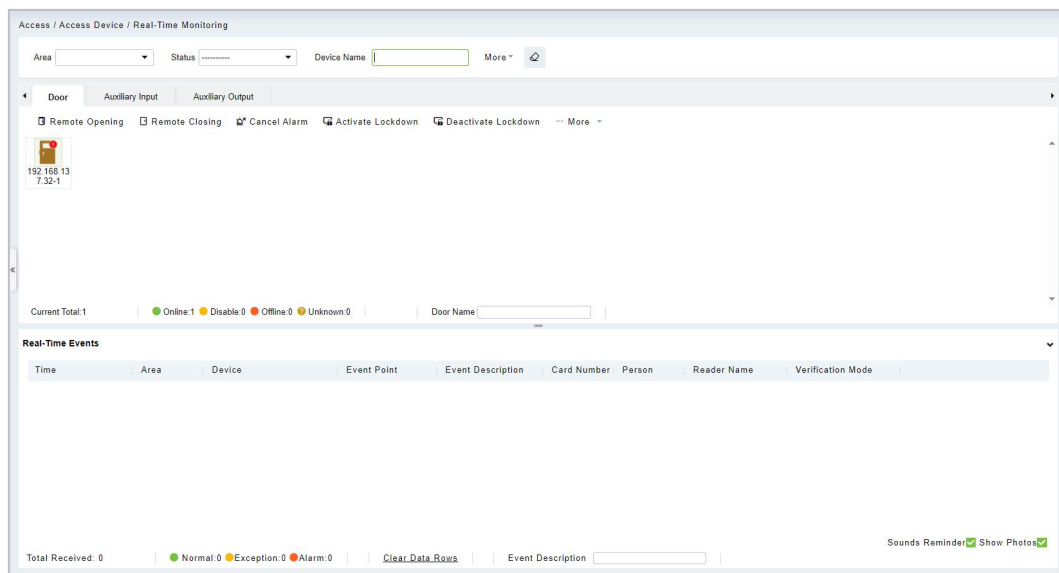 Access / Access Device / Real-Time Monitoring
Area Status ---------- Device Name More
Door Auxiliary Input Auxiliary Output
Remote Opening Remote Closing Cancel Alarm Activate Lockdown Deactivate Lockdown ··· More
192.168.13
7.32-1
Current Total:1 Online:1 Disable:0 Offline:0 Unknown:0 Door Name
Real-Time Events
Time Area Device Event Point Event Description Card Number Person Reader Name Verification Mode
Sounds Reminder Show Photos
Total Received: 0 Normal:0 Exception:0 Alarm:0 Clear Data Rows Event Description